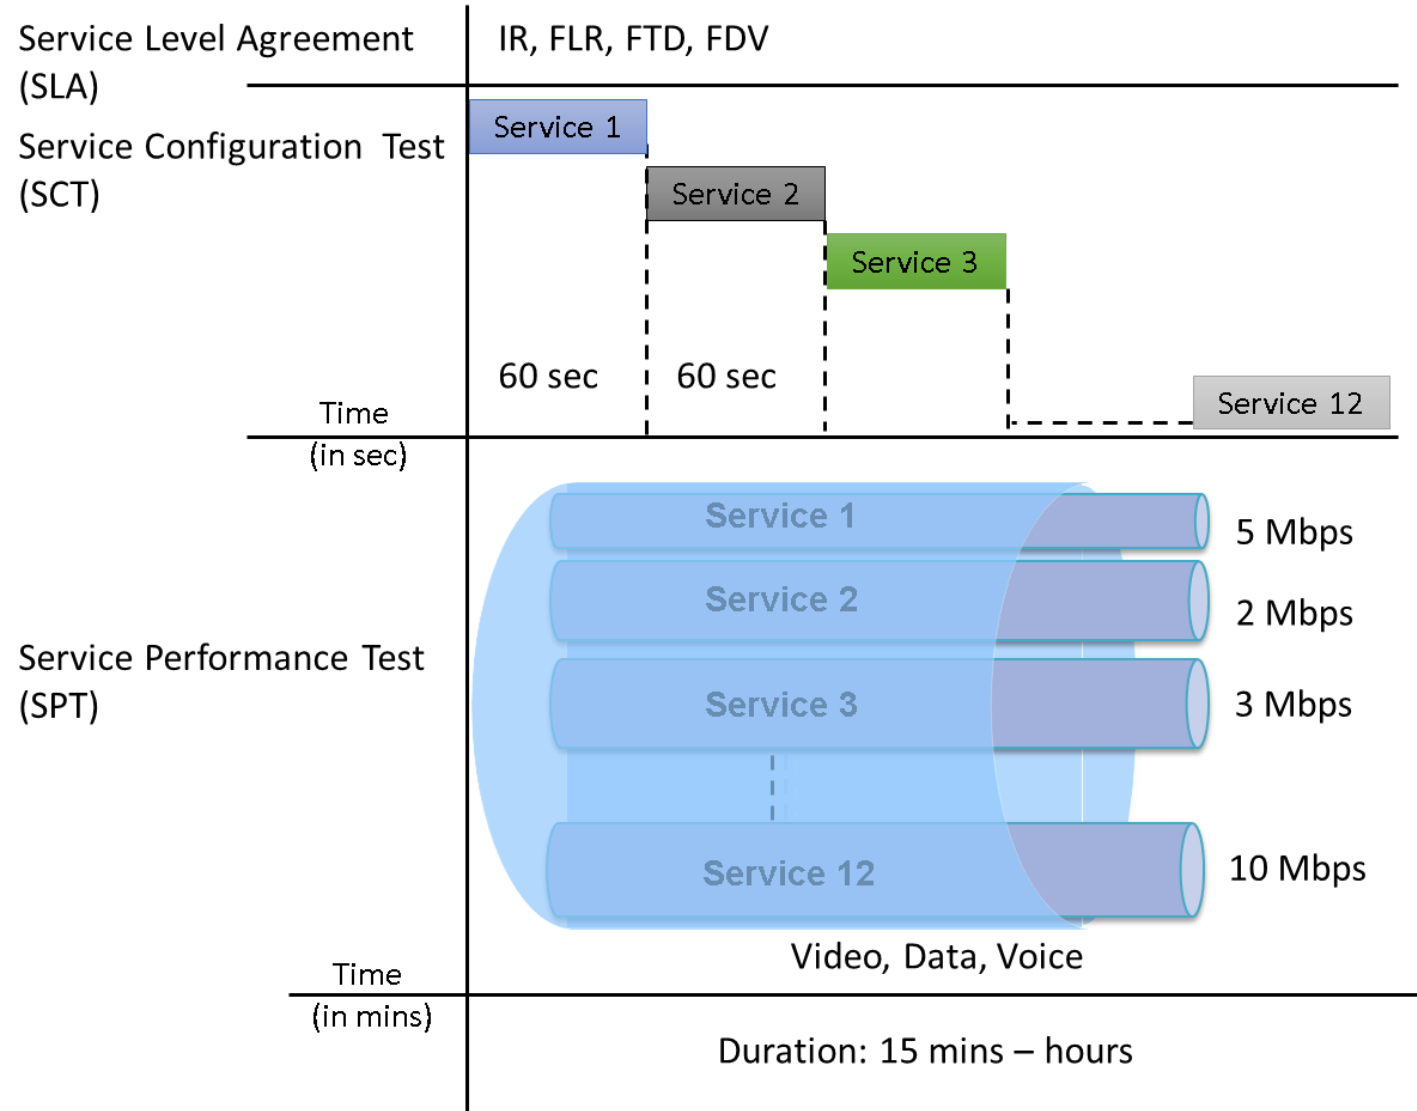 Service Level Agreement
(SLA)
IR, FLR, FTD, FDV
Service Configuration Test
(SCT)
Service 1
Service 2
Service 3
Service 12
60 sec
60 sec
Time
(in sec)
Service Performance Test
(SPT)
Service 1
5 Mbps
Service 2
2 Mbps
Service 3
3 Mbps
Service 12
10 Mbps
Video, Data, Voice
Time
(in mins)
Duration: 15 mins – hours